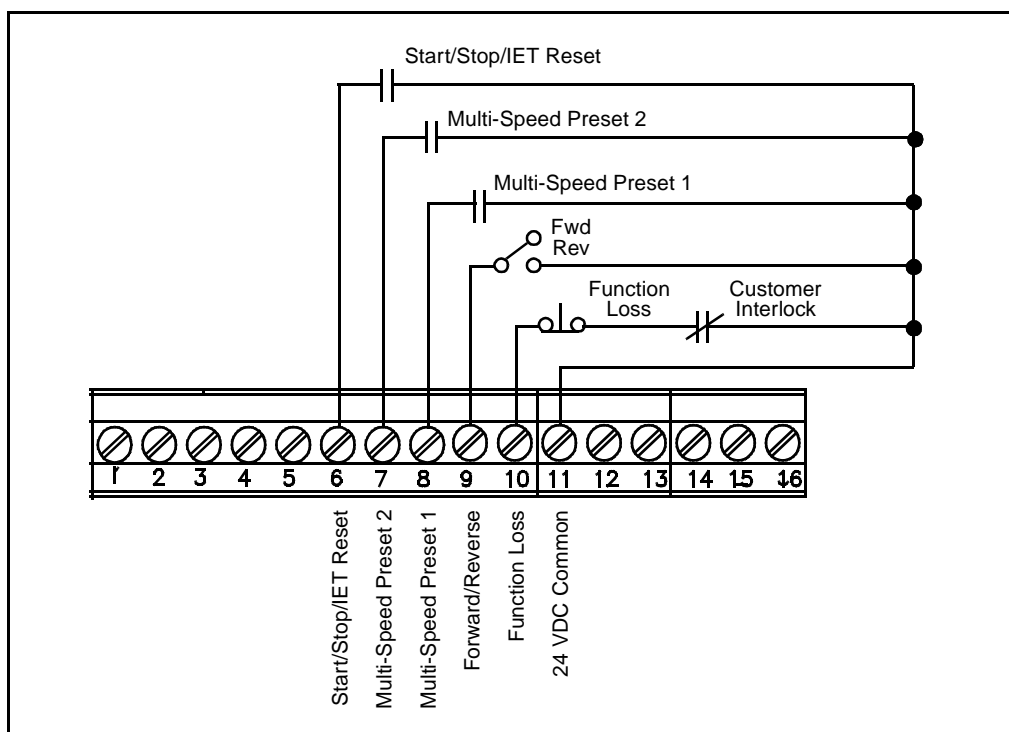 Start/Stop/IET Reset
Multi-Speed Preset 2
Multi-Speed Preset 1
Fwd
Rev
Function
Loss
Customer
Interlock
1 2 3 4 5 6 7 8 9 10 11 12 13 14 15 16
Start/Stop/IET Reset
Multi-Speed Preset 2
Multi-Speed Preset 1
Forward/Reverse
Function Loss
24 VDC Common